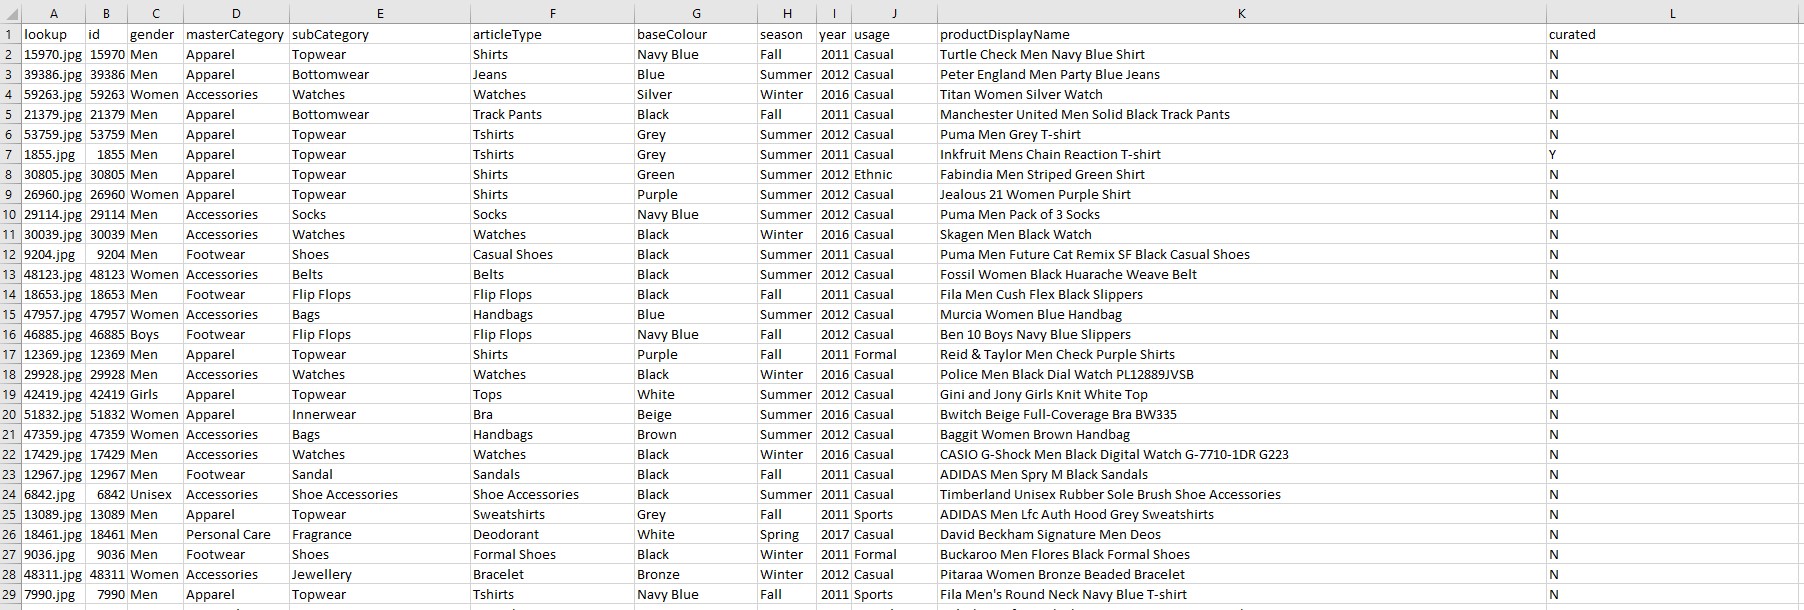 A B C D E F G H I J K L
1 lookup id gender masterCategory subCategory articleType baseColour season year usage productDisplayName curated
2 15970.jpg 15970 Men Apparel Topwear Shirts Navy Blue Fall 2011 Casual Turtle Check Men Navy Blue Shirt N
3 39386.jpg 39386 Men Apparel Bottomwear Jeans Blue Summer 2012 Casual Peter England Men Party Blue Jeans N
4 59263.jpg 59263 Women Accessories Watches Watches Silver Winter 2016 Casual Titan Women Silver Watch N
5 21379.jpg 21379 Men Apparel Bottomwear Track Pants Black Fall 2011 Casual Manchester United Men Solid Black Track Pants N
6 53759.jpg 53759 Men Apparel Topwear Tshirts Grey Summer 2012 Casual Puma Men Grey T-shirt N
7 1855.jpg 1855 Men Apparel Topwear Tshirts Grey Summer 2011 Casual Inkfruit Mens Chain Reaction T-shirt Y
8 30805.jpg 30805 Men Apparel Topwear Shirts Green Summer 2012 Ethnic Fabindia Men Striped Green Shirt N
9 26960.jpg 26960 Women Apparel Topwear Shirts Purple Summer 2012 Casual Jealous 21 Women Purple Shirt N
10 29114.jpg 29114 Men Accessories Socks Socks Navy Blue Summer 2012 Casual Puma Men Pack of 3 Socks N
11 30039.jpg 30039 Men Accessories Watches Watches Black Winter 2016 Casual Skagen Men Black Watch N
12 9204.jpg 9204 Men Footwear Shoes Casual Shoes Black Summer 2011 Casual Puma Men Future Cat Remix SF Black Casual Shoes N
13 48123.jpg 48123 Women Accessories Belts Belts Black Summer 2012 Casual Fossil Women Black Huarache Weave Belt N
14 18653.jpg 18653 Men Footwear Flip Flops Flip Flops Black Fall 2011 Casual Fila Men Cush Flex Black Slippers N
15 47957.jpg 47957 Women Accessories Bags Handbags Blue Summer 2012 Casual Murcia Women Blue Handbag N
16 46885.jpg 46885 Boys Footwear Flip Flops Flip Flops Navy Blue Fall 2012 Casual Ben 10 Boys Navy Blue Slippers N
17 12369.jpg 12369 Men Apparel Topwear Shirts Purple Fall 2011 Formal Reid & Taylor Men Check Purple Shirts N
18 29928.jpg 29928 Men Accessories Watches Watches Black Winter 2016 Casual Police Men Black Dial Watch PL12889JVSB N
19 42419.jpg 42419 Girls Apparel Topwear Tops White Summer 2012 Casual Gini and Jony Girls Knit White Top N
20 51832.jpg 51832 Women Apparel Innerwear Bra Beige Summer 2016 Casual Bwitch Beige Full-Coverage Bra BW335 N
21 47359.jpg 47359 Women Accessories Bags Handbags Brown Summer 2012 Casual Baggit Women Brown Handbag N
22 17429.jpg 17429 Men Accessories Watches Watches Black Winter 2016 Casual CASIO G-Shock Men Black Digital Watch G-7710-1DR G223 N
23 12967.jpg 12967 Men Footwear Sandal Sandals Black Fall 2011 Casual ADIDAS Men Spry M Black Sandals N
24 6842.jpg 6842 Unisex Accessories Shoe Accessories Shoe Accessories Black Summer 2011 Casual Timberland Unisex Rubber Sole Brush Shoe Accessories N
25 13089.jpg 13089 Men Apparel Topwear Sweatshirts Grey Fall 2011 Sports ADIDAS Men Lfc Auth Hood Grey Sweatshirts N
26 18461.jpg 18461 Men Personal Care Fragrance Deodorant White Spring 2017 Casual David Beckham Signature Men Deos N
27 9036.jpg 9036 Men Footwear Shoes Formal Shoes Black Winter 2011 Formal Buckaroo Men Flores Black Formal Shoes N
28 48311.jpg 48311 Women Accessories Jewellery Bracelet Bronze Winter 2012 Casual Pitaraa Women Bronze Beaded Bracelet N
29 7990.jpg 7990 Men Apparel Topwear Tshirts Navy Blue Fall 2011 Sports Fila Men's Round Neck Navy Blue T-shirt N